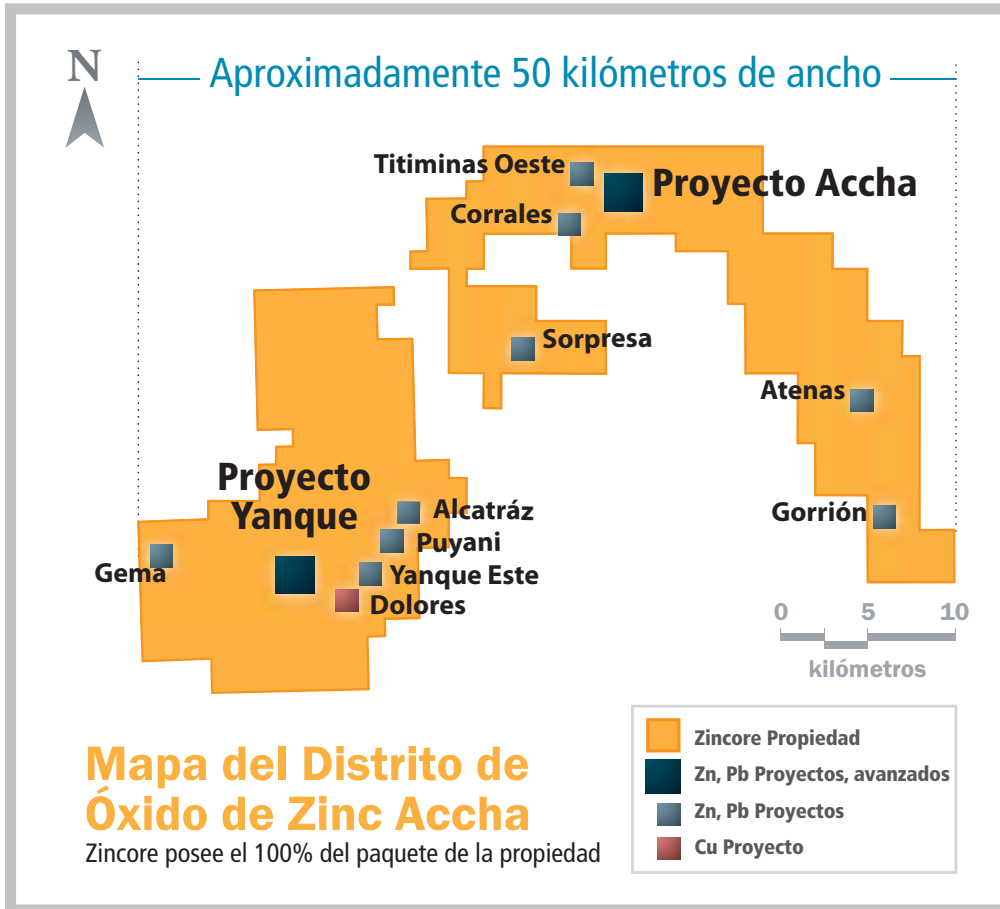 N
Aproximadamente 50 kilómetros de ancho
Titiminas Oeste
Proyecto Accha
Corrales
Sorpresa
Atenas
Proyecto
Yanque
Alcatráz
Gorrión
Puyani
Gema
Yanque Este
Dolores
0 5 10
kilómetros
Mapa del Distrito de
Óxido de Zinc Accha
Zincore posee el 100% del paquete de la propiedad
Zincore Propiedad
Zn, Pb Proyectos, avanzados
Zn, Pb Proyectos
Cu Proyecto